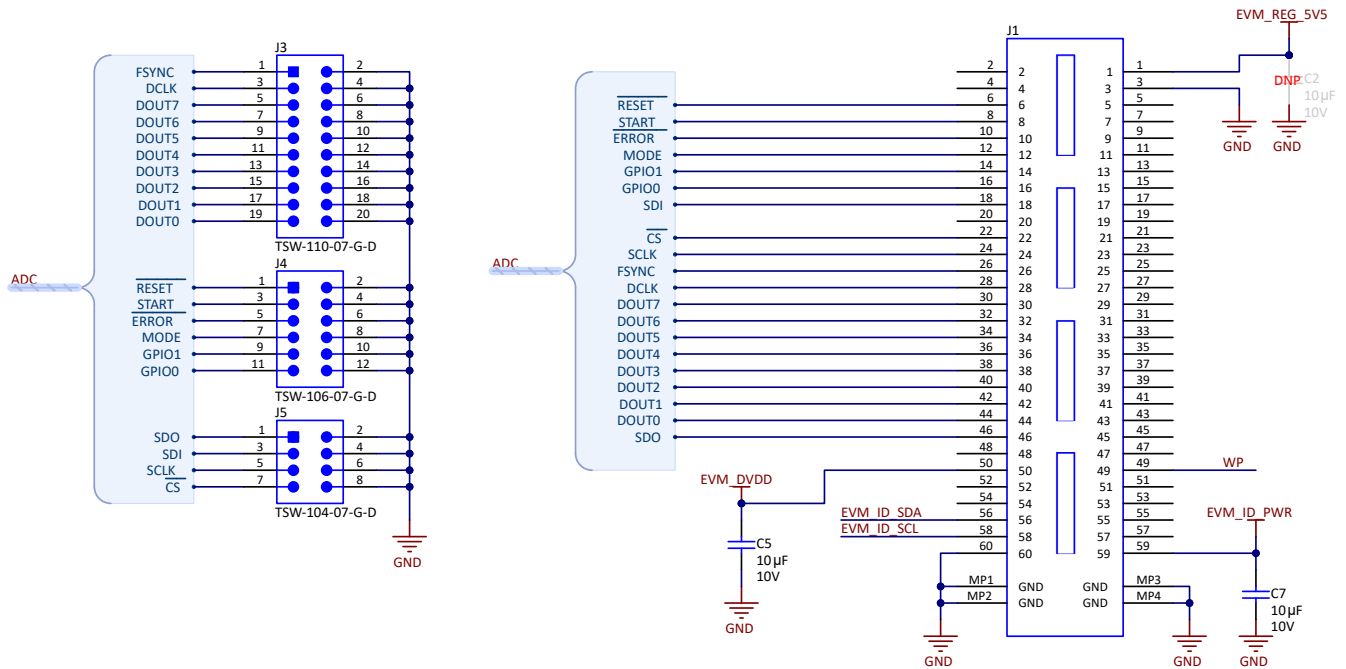 ADC
J3
FSYNC 1 2
DCLK 3 4
DOUT7 5 6
DOUT6 7 8
DOUT5 9 10
DOUT4 11 12
DOUT3 13 14
DOUT2 15 16
DOUT1 17 18
DOUT0 19 20
TSW-110-07-G-D
J4
RESET 1 2
START 3 4
ERROR 5 6
MODE 7 8
GPIO1 9 10
GPIO0 11 12
TSW-106-07-G-D
J5
SDO 1 2
SDI 3 4
SCLK 5 6
CS 7 8
TSW-104-07-G-D
GND
ADC
J1
EVM_REG_5V5
DNP C2
10µF
10V
GND
GND
2 2 1 1
4 4 3 3
RESET 6 6 5 5
START 8 8 7 7
ERROR 10 10 9 9
MODE 12 12 11 11
GPIO1 14 14 13 13
GPIO0 16 16 15 15
SDI 18 18 17 17
20 20 19 19
CS 22 22 21 21
SCLK 24 24 23 23
FSYNC 26 26 25 25
DCLK 28 28 27 27
DOUT7 30 30 29 29
DOUT6 32 32 31 31
DOUT5 34 34 33 33
DOUT4 36 36 35 35
DOUT3 38 38 37 37
DOUT2 40 40 39 39
DOUT1 42 42 41 41
DOUT0 44 44 43 43
SDO 46 46 45 45
48 48 47 47
50 50 49 49 WP
52 52 51 51
54 54 53 53
EVM_ID_SDA 56 56 55 55
EVM_ID_SCL 58 58 57 57
60 60 59 59
MP1 GND GND MP3
MP2 GND GND MP4
EVM_DVDD
C5
10µF
10V
GND
GND
GND
EVM_ID_PWR
C7
10µF
10V
GND